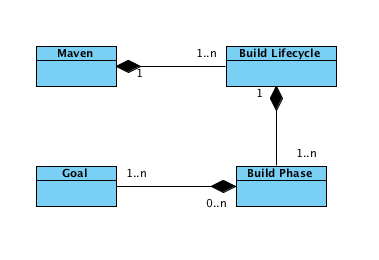 Maven
1..n
Build Lifecycle
1
1
1..n
Goal
1..n
Build Phase
0..n